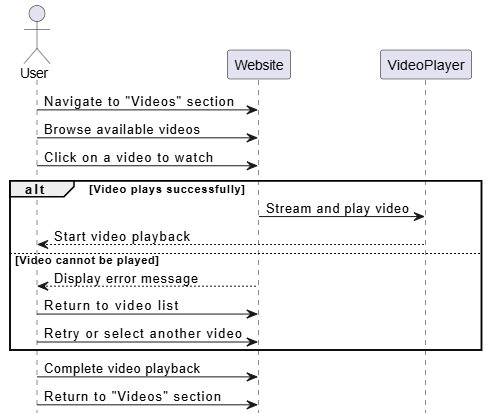 User
Website
VideoPlayer
Navigate to "Videos" section
Browse available videos
Click on a video to watch
alt
[Video plays successfully]
Stream and play video
Start video playback
[Video cannot be played]
Display error message
Return to video list
Retry or select another video
Complete video playback
Return to "Videos" section